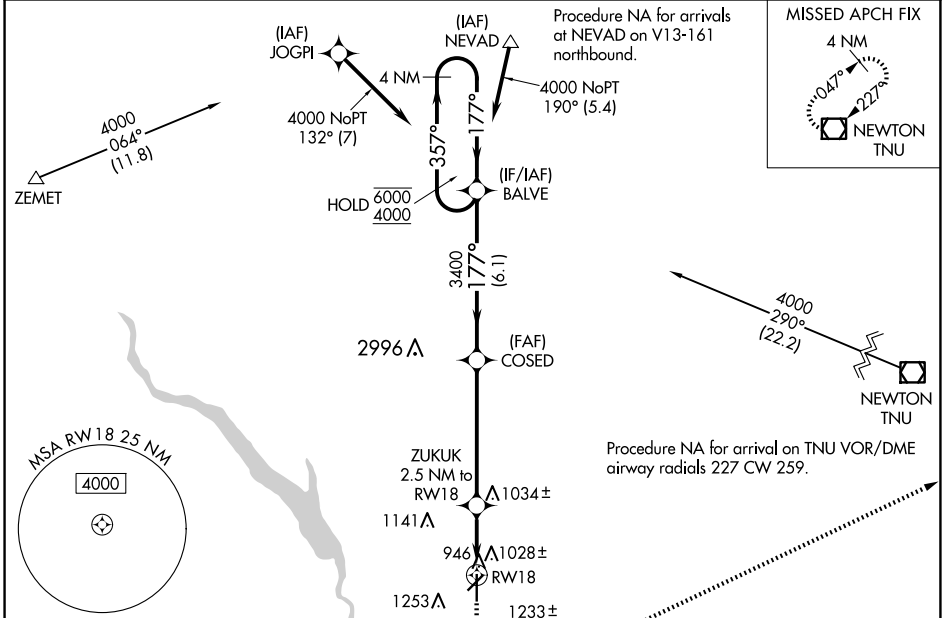 (IAF)
JOGPI
(IAF)
NEVAD
Procedure NA for arrivals
at NEVAD on V13-161
northbound.
MISSED APCH FIX
4 NM
047°
227°
NEWTON
TNU
4 NM
4000 NoPT
190° (5.4)
4000 NoPT
132° (7)
4000
064°
(11.8)
ZEMET
357°
177°
HOLD 6000
4000
(IF/IAF)
BALVE
3400
177°
(6.1)
4000
290°
(22.2)
2996
(FAF)
COSED
NEWTON
TNU
Procedure NA for arrival on TNU VOR/DME
airway radials 227 CW 259.
MSA RW18 25 NM
4000
ZUKUK
2.5 NM to
RW18
1034±
1141
946
1028±
RW18
1253
1233±